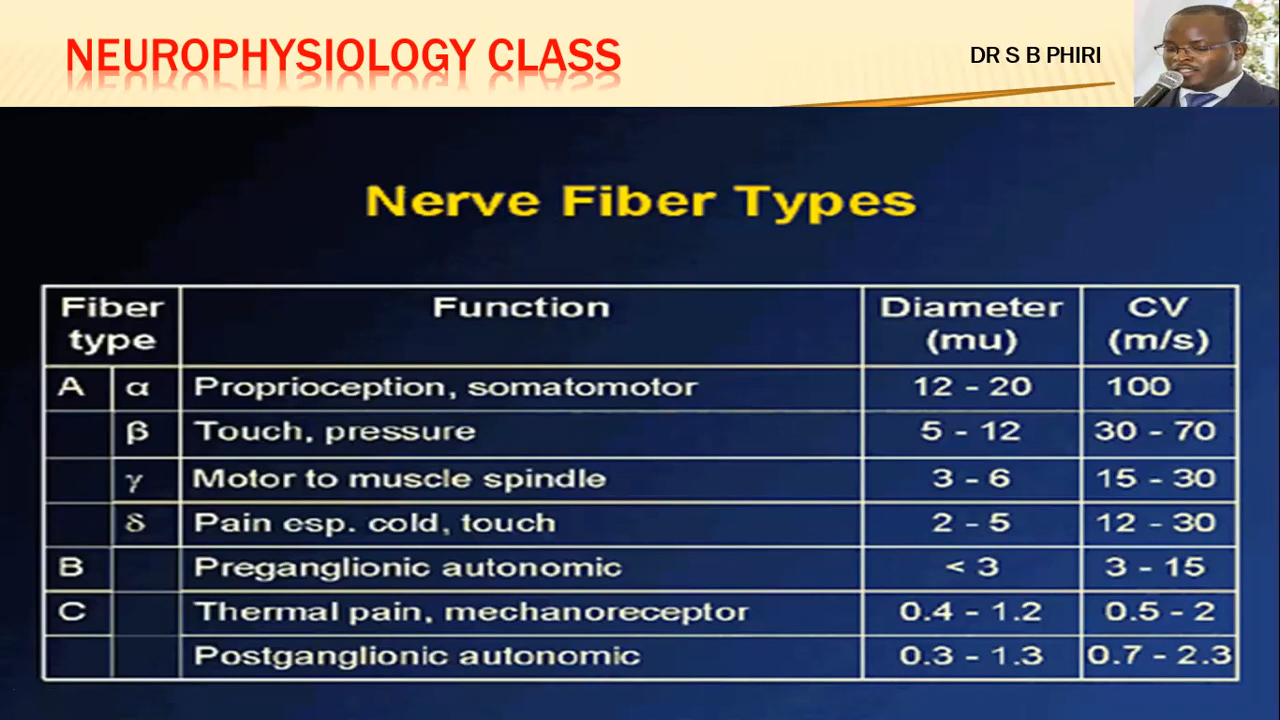 NEUROPHYSIOLOGY CLASS
DR S B PHIRI
Nerve Fiber Types
Fiber type Function Diameter (mu) CV (m/s)
A α Proprioception, somatomotor 12 - 20 100
β Touch, pressure 5 - 12 30 - 70
γ Motor to muscle spindle 3 - 6 15 - 30
δ Pain esp. cold, touch 2 - 5 12 - 30
B Preganglionic autonomic < 3 3 - 15
C Thermal pain, mechanoreceptor 0.4 - 1.2 0.5 - 2
Postganglionic autonomic 0.3 - 1.3 0.7 - 2.3